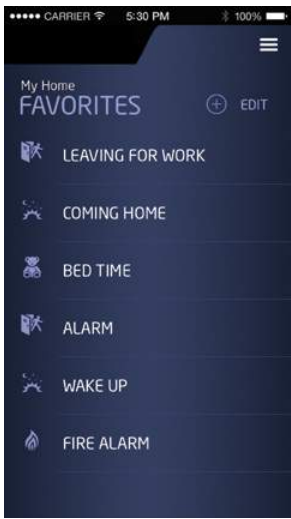 CARRIER 5:30 PM 100%
My Home
FAVORITES EDIT
LEAVING FOR WORK
COMING HOME
BED TIME
ALARM
WAKE UP
FIRE ALARM